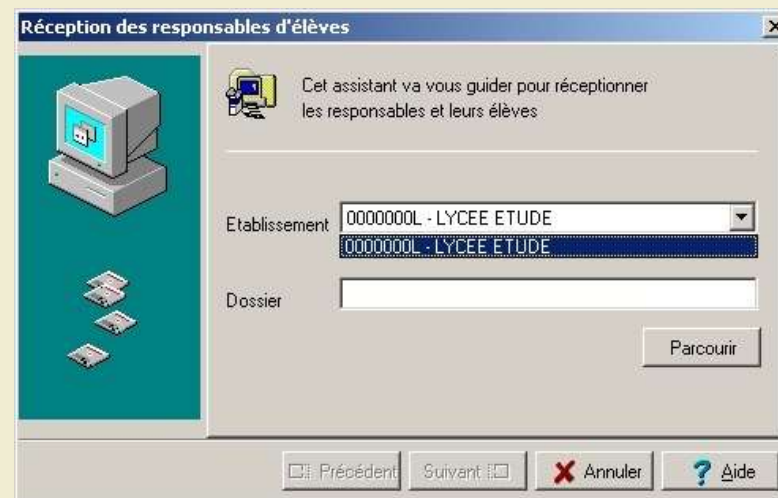 Réception des responsables d'élèves
Cet assistant va vous guider pour réceptionner
les responsables et leurs élèves
Etablissement 0000000L - LYCEE ETUDE
0000000L - LYCEE ETUDE
Dossier
Parcourir
Précédent Suivant Annuler ? Aide